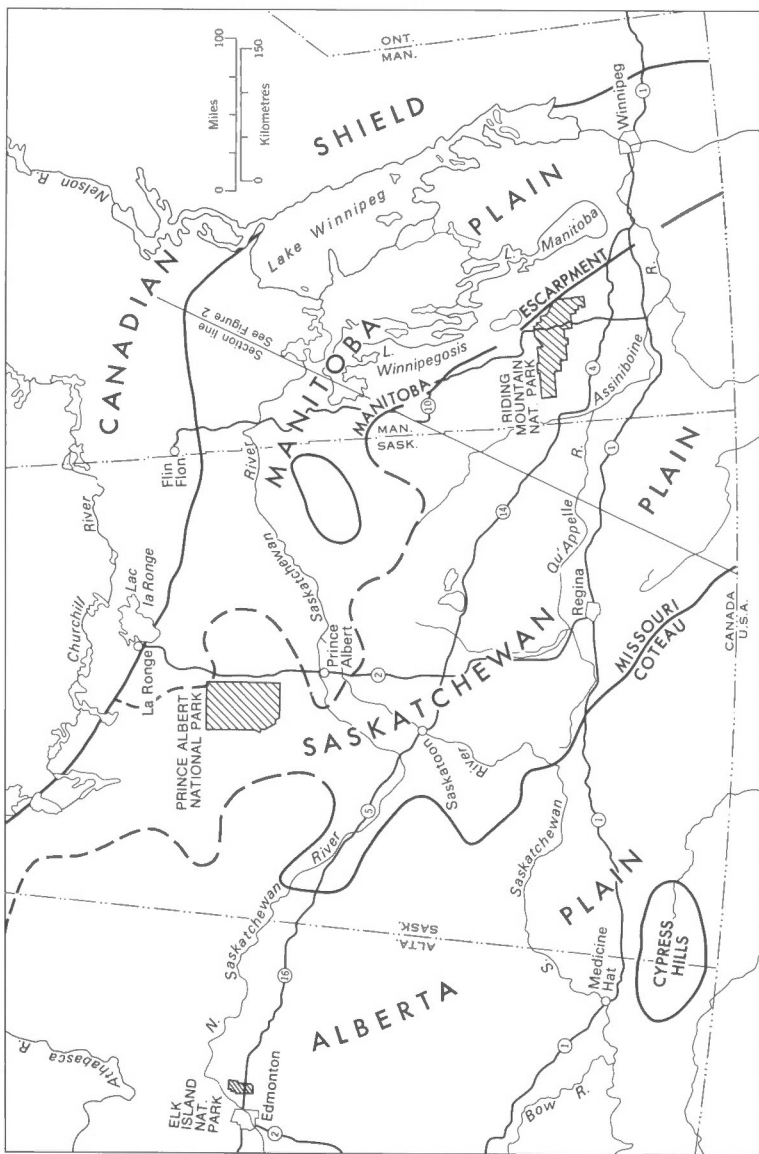 Miles
0 100
0 150
Kilometres
ONT.
MAN.
CANADIAN
SHIELD
Nelson R.
Section line
See Figure 2
Lake Winnipeg
MANITOBA
PLAIN
L. Manitoba
L. Winnipegosis
MANITOBA
ESCARPMENT
Winnipeg
1
RIDING
MOUNTAIN
NAT. PARK
4
10
Assiniboine
R.
MAN.
SASK.
Flin
Flon
Churchill
River
Lac
la Ronge
La Ronge
PRINCE ALBERT
NATIONAL PARK
Saskatchewan
River
Prince
Albert
2
SASKATCHEWAN
PLAIN
14
Qu'Appelle R.
Regina
1
MISSOURI
COTEAU
CANADA
U.S.A.
Saskatoon
River
5
N. Saskatchewan River
16
S. Saskatchewan
1
ALTA
SASK.
ALBERTA
PLAIN
Athabasca
R.
ELK
ISLAND
NAT.
PARK
Edmonton
2
Medicine
Hat
CYPRESS
HILLS
1
Bow R.